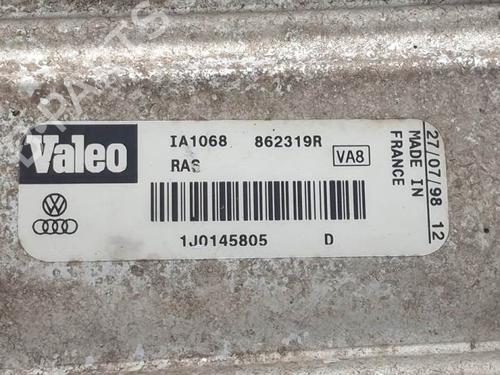 Valeo
IA1068 862319R
RAS VA8
1J0145805 D
27/07/98 12
MADE IN
FRANCE